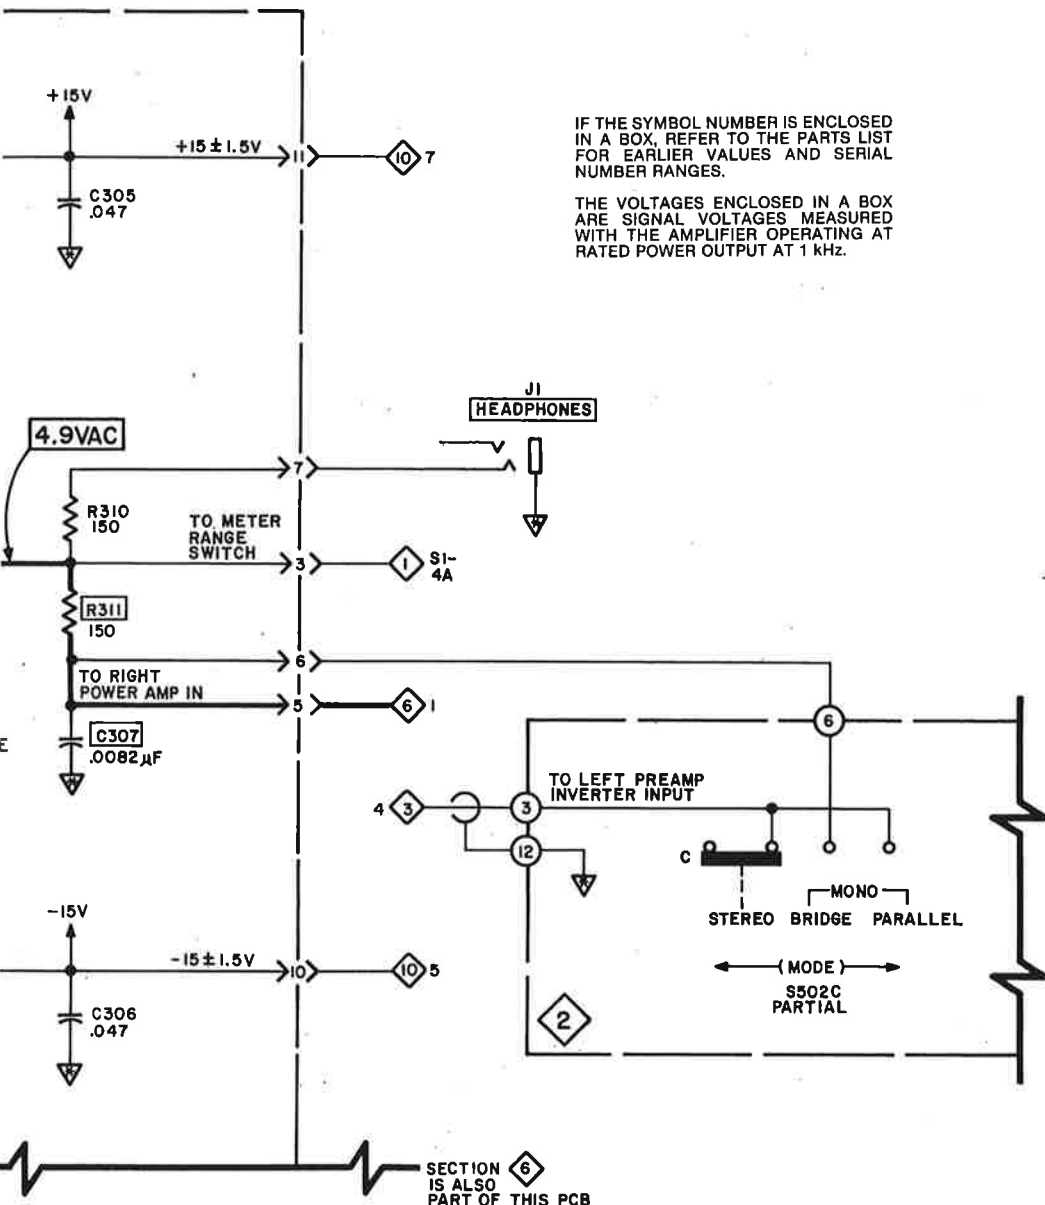 +15V
+15±1.5V
11
10
7
C305
.047
IF THE SYMBOL NUMBER IS ENCLOSED
IN A BOX, REFER TO THE PARTS LIST
FOR EARLIER VALUES AND SERIAL
NUMBER RANGES.
THE VOLTAGES ENCLOSED IN A BOX
ARE SIGNAL VOLTAGES MEASURED
WITH THE AMPLIFIER OPERATING AT
RATED POWER OUTPUT AT 1 kHz.
J1
HEADPHONES
4.9VAC
7
R310
150
TO METER
RANGE
SWITCH
3
1
S1-
4A
R311
150
6
TO RIGHT
POWER AMP IN
5
6
1
E
C307
.0082µF
6
4
3
3
TO LEFT PREAMP
INVERTER INPUT
12
C
MONO
STEREO BRIDGE PARALLEL
(MODE)
S502C
PARTIAL
2
-15V
-15±1.5V
10
10
5
C306
.047
SECTION 6
IS ALSO
PART OF THIS PCB